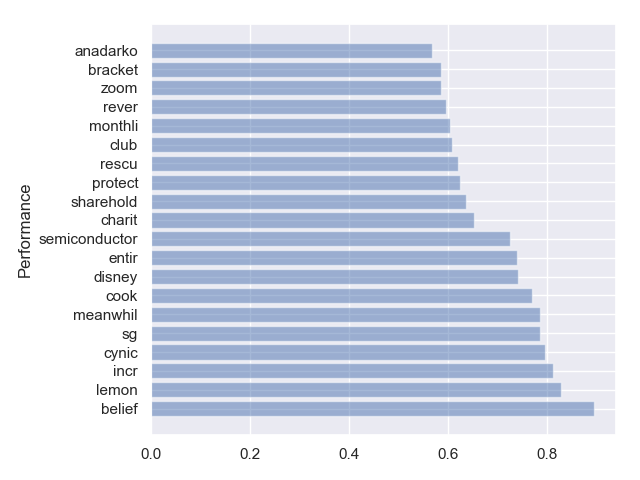 anadarko
bracket
zoom
rever
monthli
club
rescu
protect
sharehold
charit
semiconductor
entir
disney
cook
meanwhil
sg
cynic
incr
lemon
belief
Performance
0.0 0.2 0.4 0.6 0.8